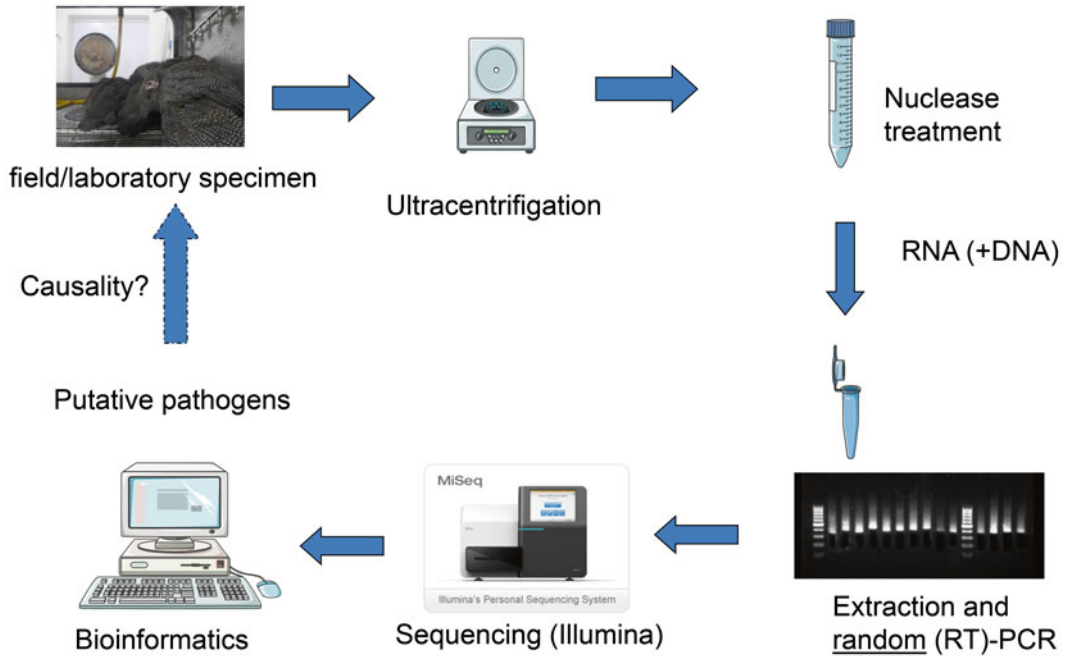 field/laboratory specimen
Ultracentrifigation
Nuclease
treatment
RNA (+DNA)
Extraction and
random (RT)-PCR
MiSeq
Illumina's Personal Sequencing System
Sequencing (Illumina)
Bioinformatics
Putative pathogens
Causality?